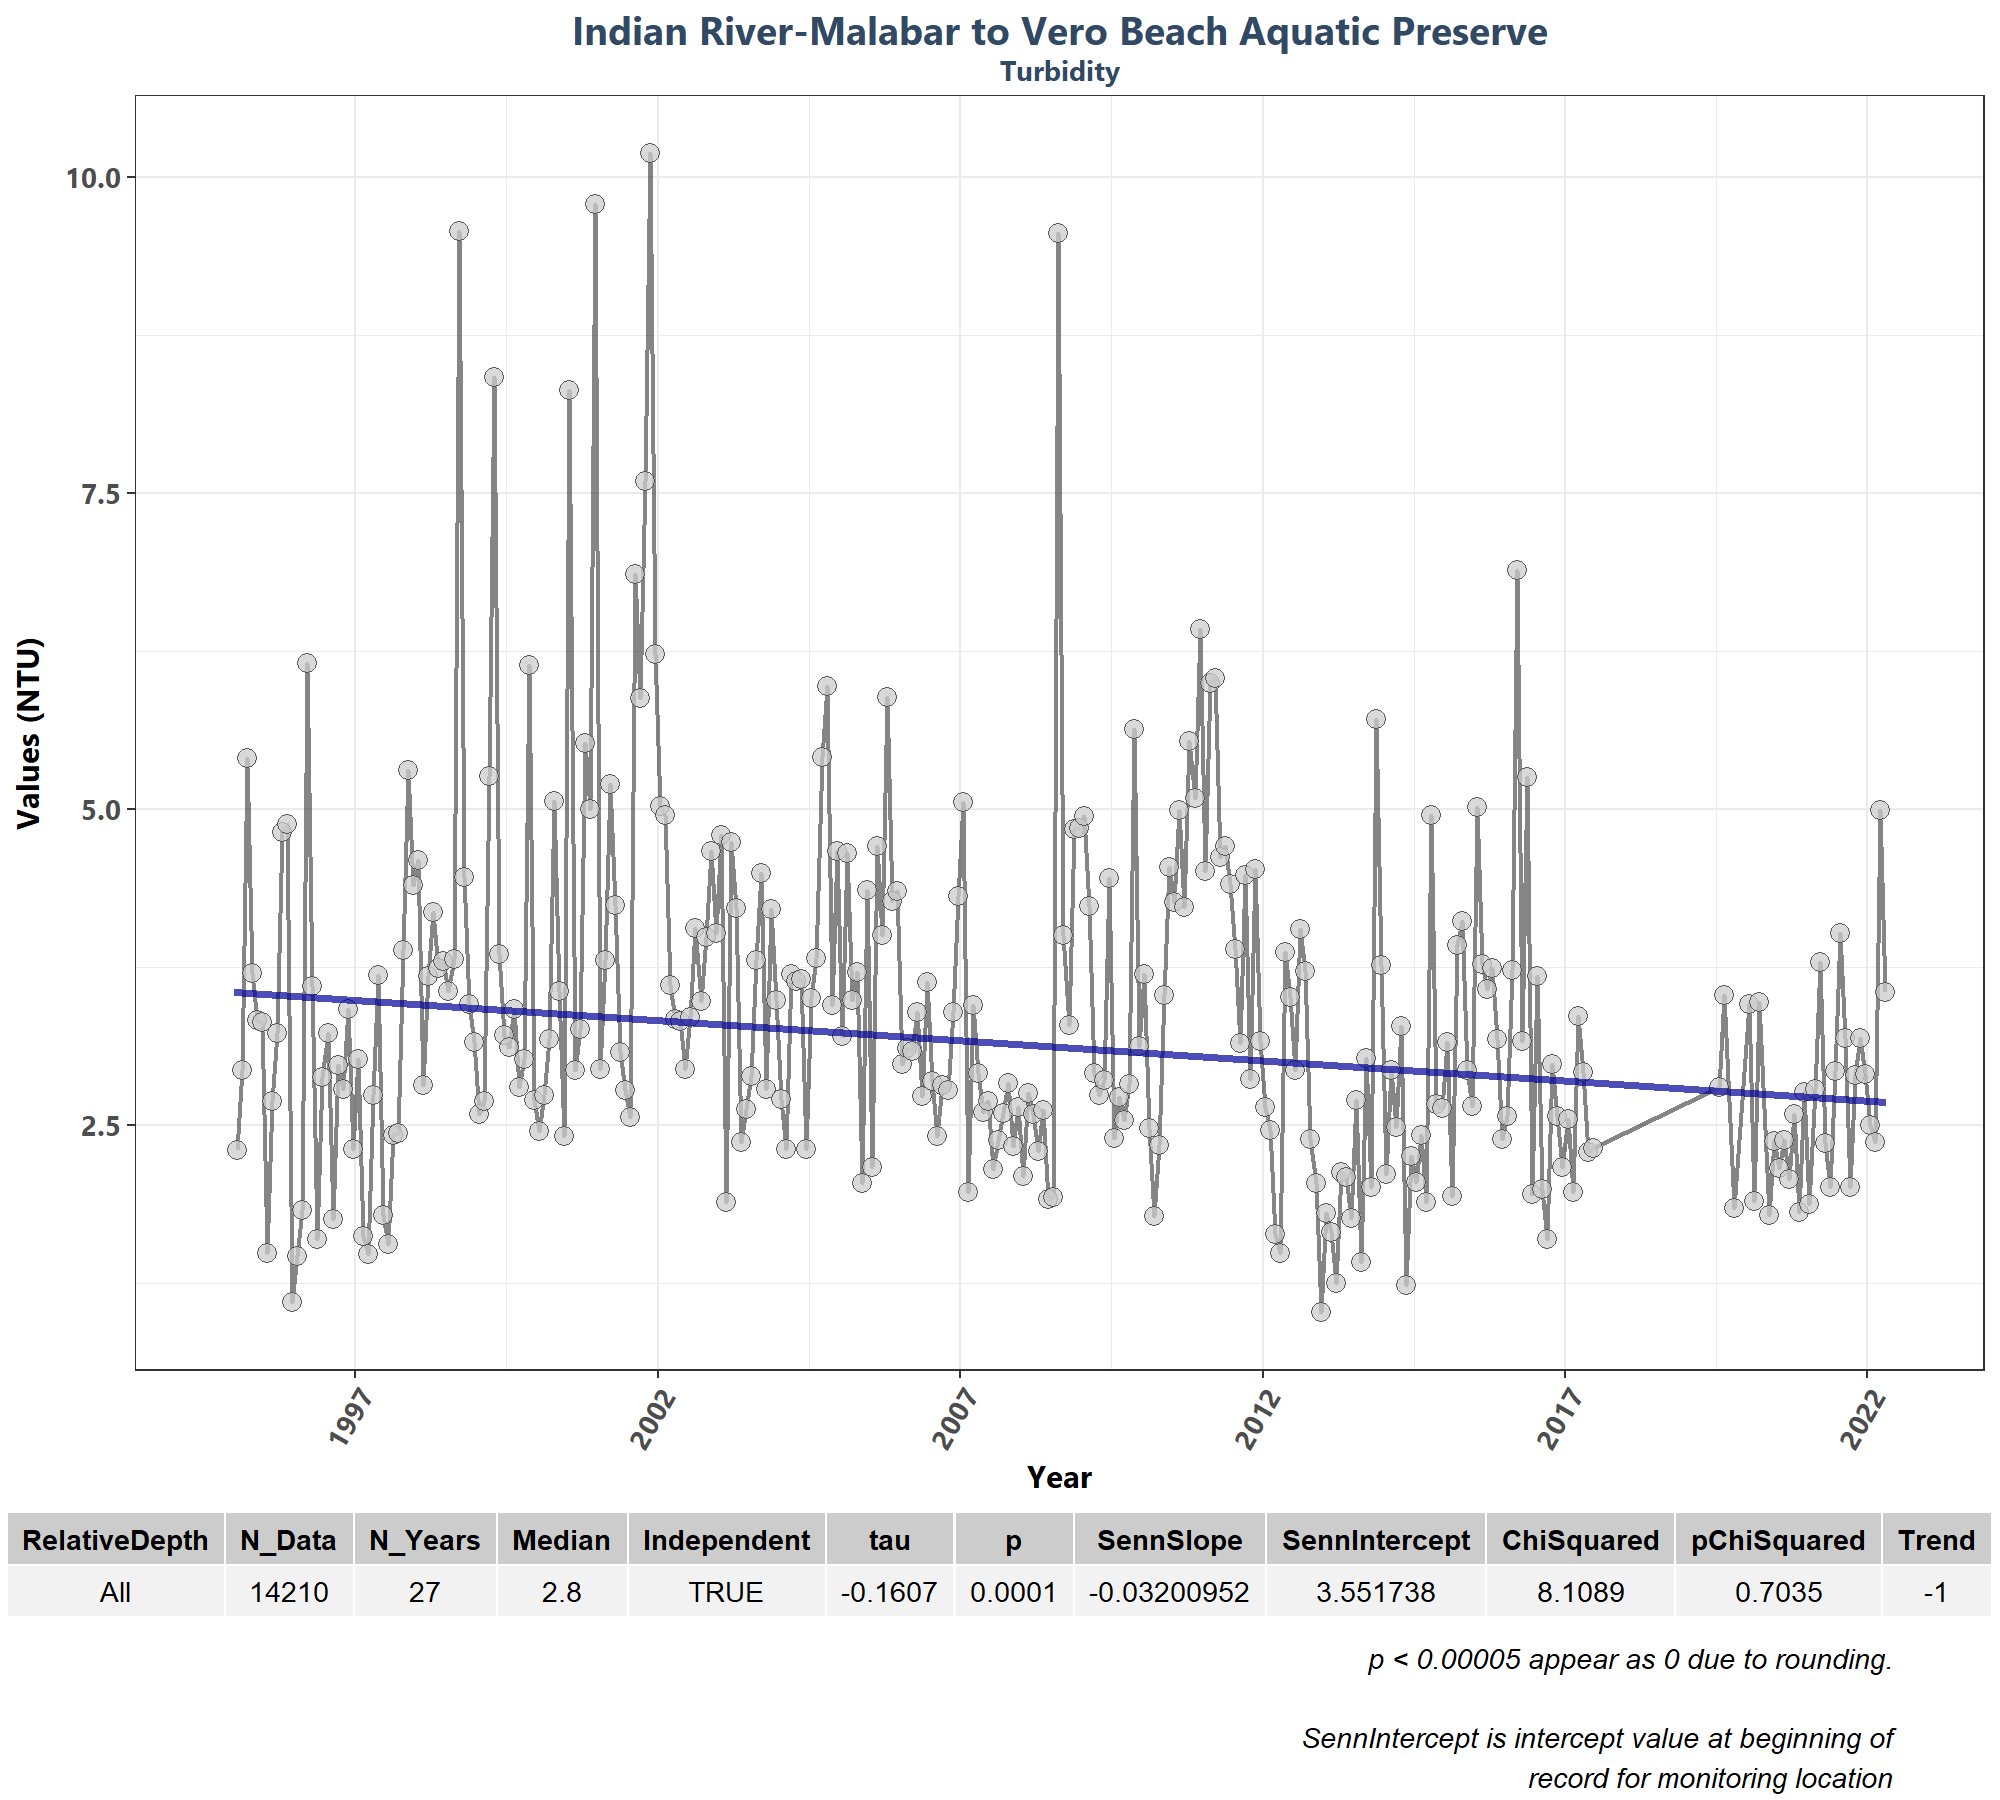 Indian River-Malabar to Vero Beach Aquatic Preserve
Turbidity
Values (NTU)
10.0
7.5
5.0
2.5
1997
2002
2007
2012
2017
2022
Year
RelativeDepth N_Data N_Years Median Independent tau p SennSlope SennIntercept ChiSquared pChiSquared Trend
All 14210 27 2.8 TRUE -0.1607 0.0001 -0.03200952 3.551738 8.1089 0.7035 -1
p < 0.00005 appear as 0 due to rounding.
SennIntercept is intercept value at beginning of
record for monitoring location